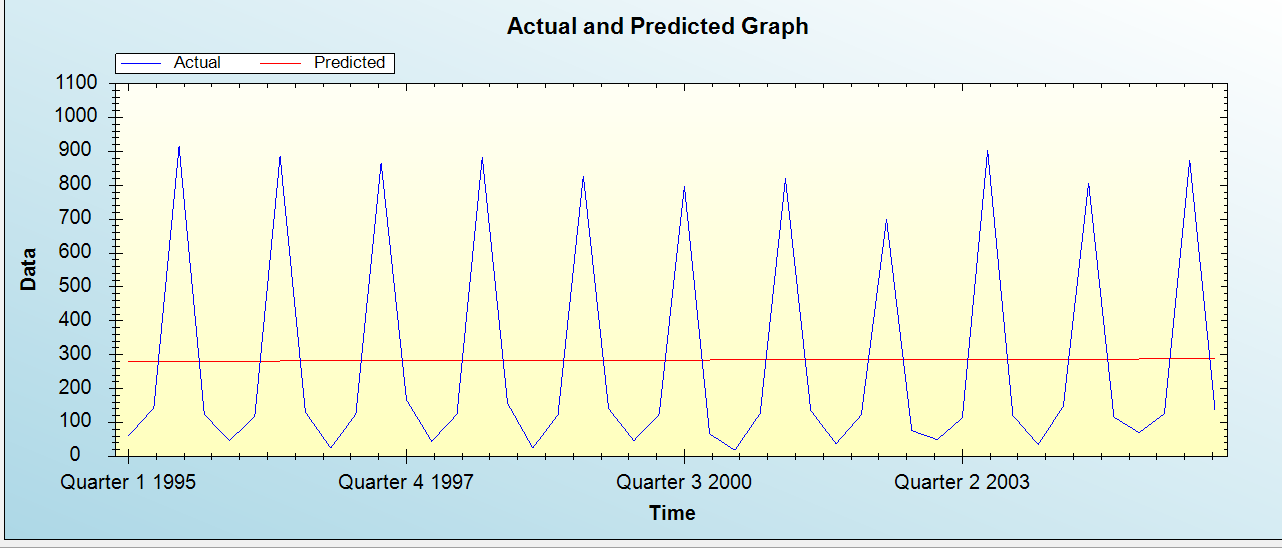 Actual and Predicted Graph
Actual Predicted
1100
1000
900
800
700
600
500
400
300
200
100
0
Data
Quarter 1 1995 Quarter 4 1997 Quarter 3 2000 Quarter 2 2003
Time